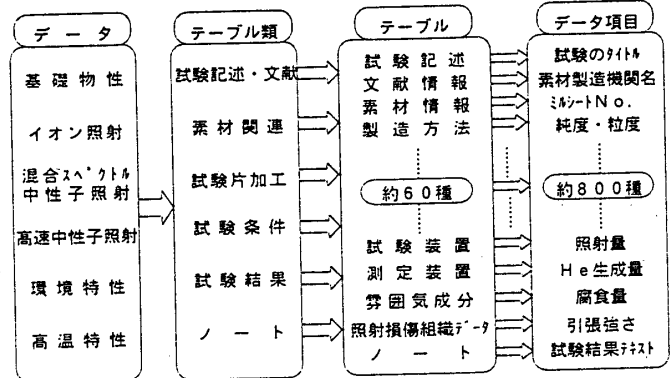 データ
基礎物性
イオン照射
混合スペクトル
中性子照射
高速中性子照射
環境特性
高温特性
テーブル類
試験記述・文献
素材関連
試験片加工
試験条件
試験結果
ノート
テーブル
試験記述
文献情報
素材情報
製造方法
約60種
試験装置
測定装置
雰囲気成分
照射損傷組織データ
ノート
データ項目
試験のタイトル
素材製造機関名
ミルシートNo.
純度・粒度
約800種
照射量
He生成量
腐食量
引張強さ
試験結果テキスト